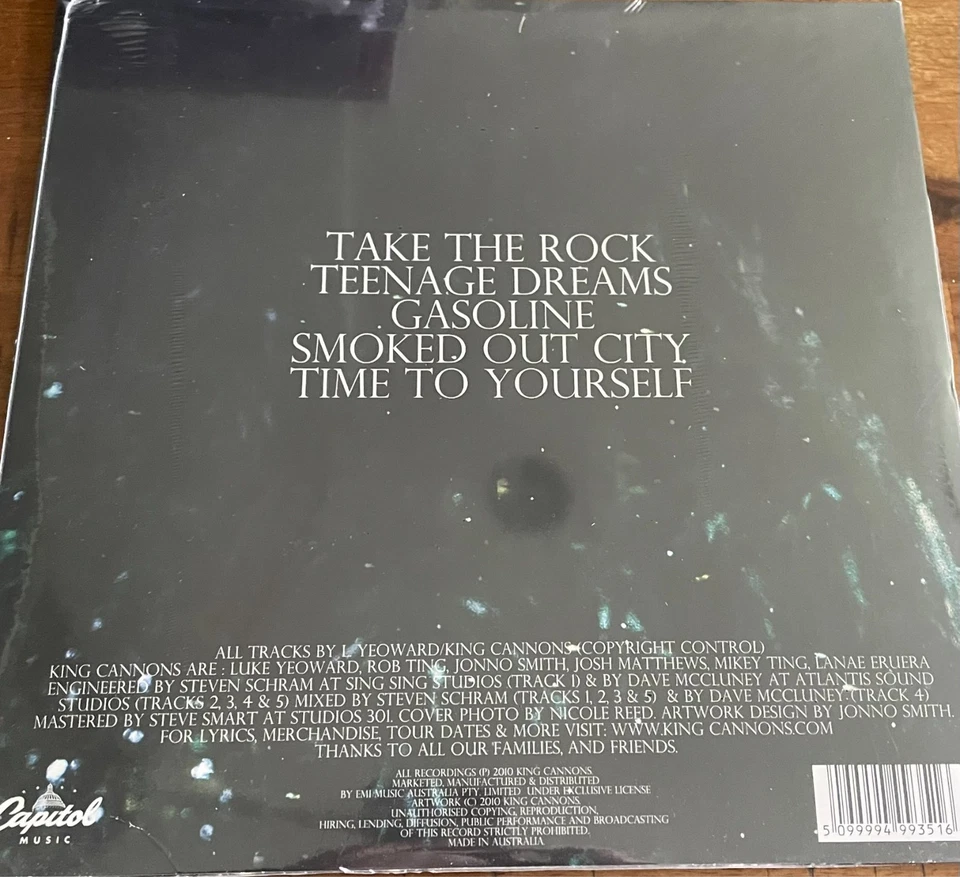 TAKE THE ROCK
TEENAGE DREAMS
GASOLINE
SMOKED OUT CITY
TIME TO YOURSELF
ALL TRACKS BY L YEOWARD/KING CANNONS (COPYRIGHT CONTROL)
KING CANNONS ARE : LUKE YEOWARD, ROB TING, JONNO SMITH, JOSH MATTHEWS, MIKEY TING, LANAE ERUERA
ENGINEERED BY STEVEN SCHRAM AT SING SING STUDIOS (TRACK 1) & BY DAVE MCCLUNEY AT ATLANTIS SOUND
STUDIOS (TRACKS 2, 3, 4 & 5) MIXED BY STEVEN SCHRAM (TRACKS 1, 2, 3 & 5) & BY DAVE MCCLUNEY (TRACK 4)
MASTERED BY STEVE SMART AT STUDIOS 301. COVER PHOTO BY NICOLE REED. ARTWORK DESIGN BY JONNO SMITH.
FOR LYRICS, MERCHANDISE, TOUR DATES & MORE VISIT: WWW.KING CANNONS.COM
THANKS TO ALL OUR FAMILIES, AND FRIENDS.
ALL RECORDINGS (P) 2010 KING CANNONS.
MARKETED, MANUFACTURED & DISTRIBUTED
BY EMI MUSIC AUSTRALIA PTY. LIMITED UNDER EXCLUSIVE LICENSE
ARTWORK (C) 2010 KING CANNONS.
UNAUTHORISED COPYING, REPRODUCTION,
HIRING, LENDING, DIFFUSION, PUBLIC PERFORMANCE AND BROADCASTING
OF THIS RECORD STRICTLY PROHIBITED.
MADE IN AUSTRALIA
Capitol
MUSIC
5 099994 993516